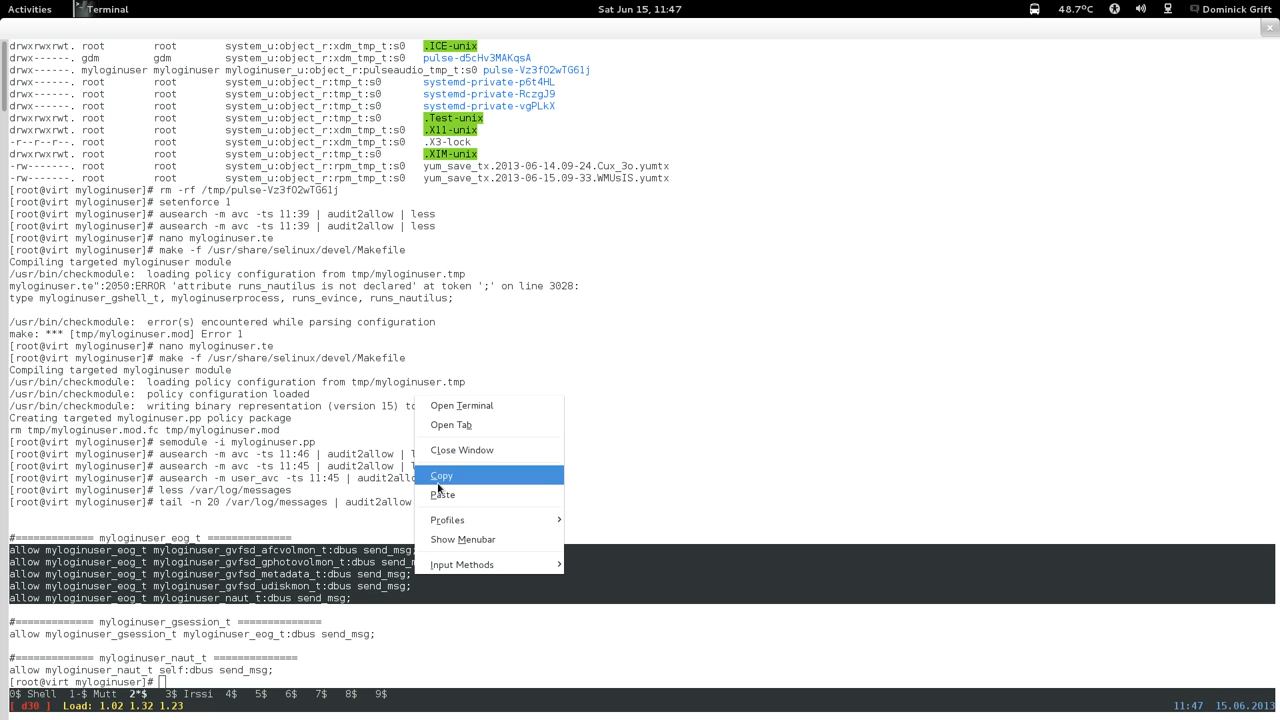 Activities Terminal Sat Jun 15, 11:47 48.7°C Dominick Grift
drwxrwxrwt. root root system_u:object_r:xdm_tmp_t:s0 .ICE-unix
drwx------. gdm gdm system_u:object_r:xdm_tmp_t:s0 pulse-d5cHv3MAKqsA
drwx------. myloginuser myloginuser myloginuser_u:object_r:pulseaudio_tmp_t:s0 pulse-Vz3fO2wTG61j
drwx------. root root system_u:object_r:tmp_t:s0 systemd-private-p6t4HL
drwx------. root root system_u:object_r:tmp_t:s0 systemd-private-RczgJ9
drwx------. root root system_u:object_r:tmp_t:s0 systemd-private-vgPLkX
drwxrwxrwt. root root system_u:object_r:tmp_t:s0 .Test-unix
drwxrwxrwt. root root system_u:object_r:xdm_tmp_t:s0 .X11-unix
-r--r--r--. root root system_u:object_r:xdm_tmp_t:s0 .X3-lock
drwxrwxrwt. root root system_u:object_r:tmp_t:s0 .XIM-unix
-rw-------. root root system_u:object_r:rpm_tmp_t:s0 yum_save_tx.2013-06-14.09-24.Cux_3o.yumtx
-rw-------. root root system_u:object_r:rpm_tmp_t:s0 yum_save_tx.2013-06-15.09-33.WMUsIS.yumtx
[root@virt myloginuser]# rm -rf /tmp/pulse-Vz3fO2wTG61j
[root@virt myloginuser]# setenforce 1
[root@virt myloginuser]# ausearch -m avc -ts 11:39 | audit2allow | less
[root@virt myloginuser]# ausearch -m avc -ts 11:39 | audit2allow | less
[root@virt myloginuser]# nano myloginuser.te
[root@virt myloginuser]# make -f /usr/share/selinux/devel/Makefile
Compiling targeted myloginuser module
/usr/bin/checkmodule: loading policy configuration from tmp/myloginuser.tmp
myloginuser.te":2050:ERROR 'attribute runs_nautilus is not declared' at token ';' on line 3028:
type myloginuser_gshell_t, myloginuserprocess, runs_evince, runs_nautilus;
/usr/bin/checkmodule: error(s) encountered while parsing configuration
make: *** [tmp/myloginuser.mod] Error 1
[root@virt myloginuser]# nano myloginuser.te
[root@virt myloginuser]# make -f /usr/share/selinux/devel/Makefile
Compiling targeted myloginuser module
/usr/bin/checkmodule: loading policy configuration from tmp/myloginuser.tmp
/usr/bin/checkmodule: policy configuration loaded
/usr/bin/checkmodule: writing binary representation (version 15) to
Creating targeted myloginuser.pp policy package
rm tmp/myloginuser.mod.fc tmp/myloginuser.mod
[root@virt myloginuser]# semodule -i myloginuser.pp
[root@virt myloginuser]# ausearch -m avc -ts 11:46 | audit2allow |
[root@virt myloginuser]# ausearch -m avc -ts 11:45 | audit2allow |
[root@virt myloginuser]# ausearch -m user_avc -ts 11:45 | audit2allo
[root@virt myloginuser]# less /var/log/messages
[root@virt myloginuser]# tail -n 20 /var/log/messages | audit2allow
#============= myloginuser_eog_t ==============
allow myloginuser_eog_t myloginuser_gvfsd_afcvolmon_t:dbus send_msg;
allow myloginuser_eog_t myloginuser_gvfsd_gphotovolmon_t:dbus send_m
allow myloginuser_eog_t myloginuser_gvfsd_metadata_t:dbus send_msg;
allow myloginuser_eog_t myloginuser_gvfsd_udiskmon_t:dbus send_msg;
allow myloginuser_eog_t myloginuser_naut_t:dbus send_msg;
#============= myloginuser_gsession_t ==============
allow myloginuser_gsession_t myloginuser_eog_t:dbus send_msg;
#============= myloginuser_naut_t ==============
allow myloginuser_naut_t self:dbus send_msg;
[root@virt myloginuser]#
Open Terminal
Open Tab
Close Window
Copy
Paste
Profiles
Show Menubar
Input Methods
0$ Shell 1-$ Mutt 2*$ 3$ Irssi 4$ 5$ 6$ 7$ 8$ 9$
[ d30 ] Load: 1.02 1.32 1.23 11:47 15.06.2013